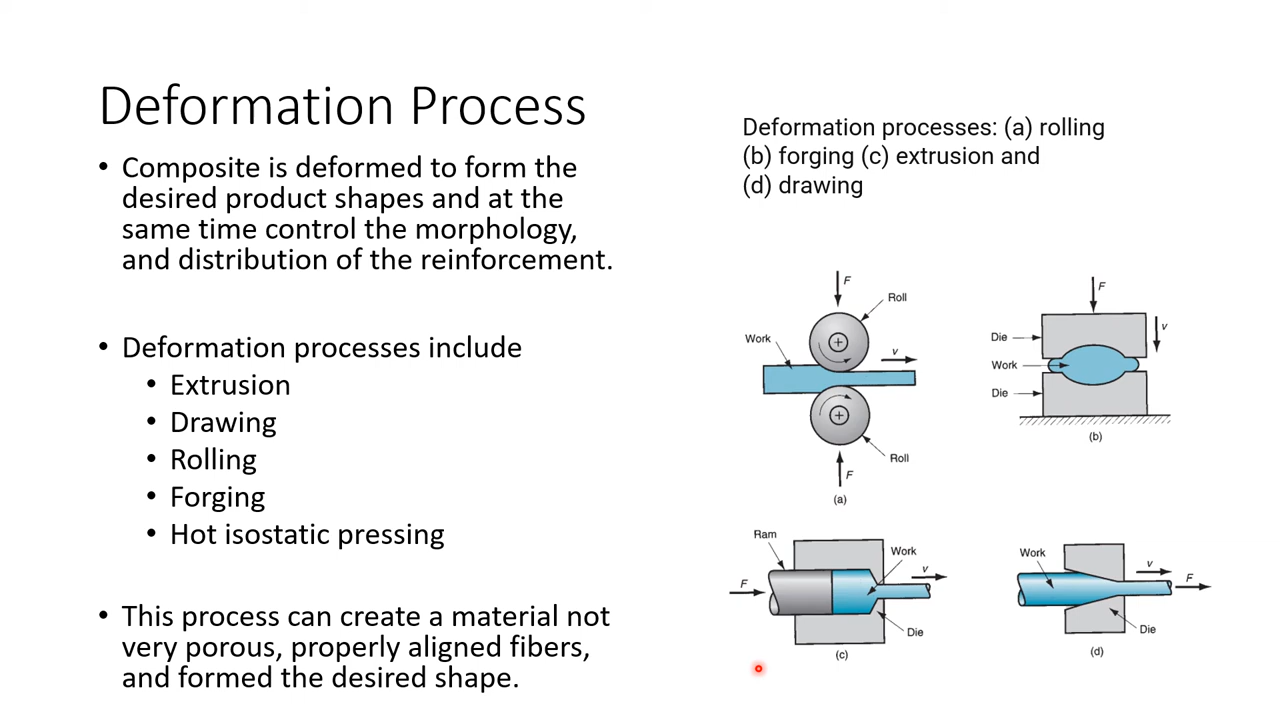 Deformation Process
• Composite is deformed to form the
desired product shapes and at the
same time control the morphology,
and distribution of the reinforcement.
• Deformation processes include
• Extrusion
• Drawing
• Rolling
• Forging
• Hot isostatic pressing
• This process can create a material not
very porous, properly aligned fibers,
and formed the desired shape.
Deformation processes: (a) rolling
(b) forging (c) extrusion and
(d) drawing
F
Roll
Work
v
Roll
F
(a)
F
v
Die
Work
Die
(b)
Ram
Work
v
F
Die
(c)
Work
v
F
Die
(d)